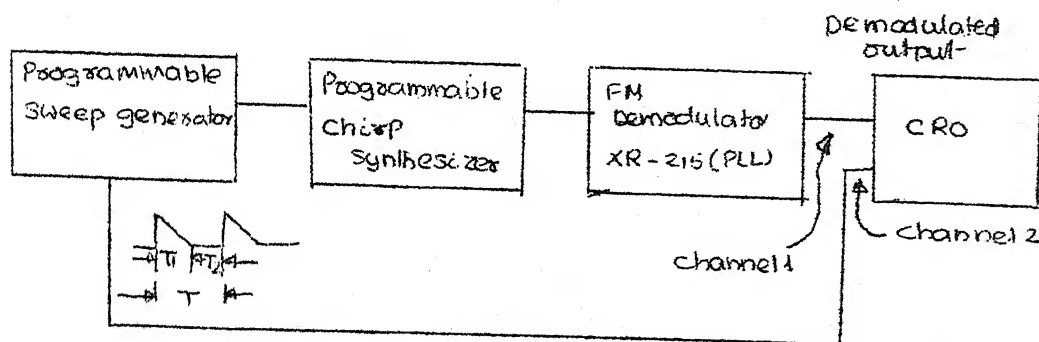 Demodulated
output
Programmable
Sweep generator
Programmable
Chirp
Synthesizer
FM
Demodulator
XR-215 (PLL)
CRO
T1
T2
T
Channel 1
Channel 2